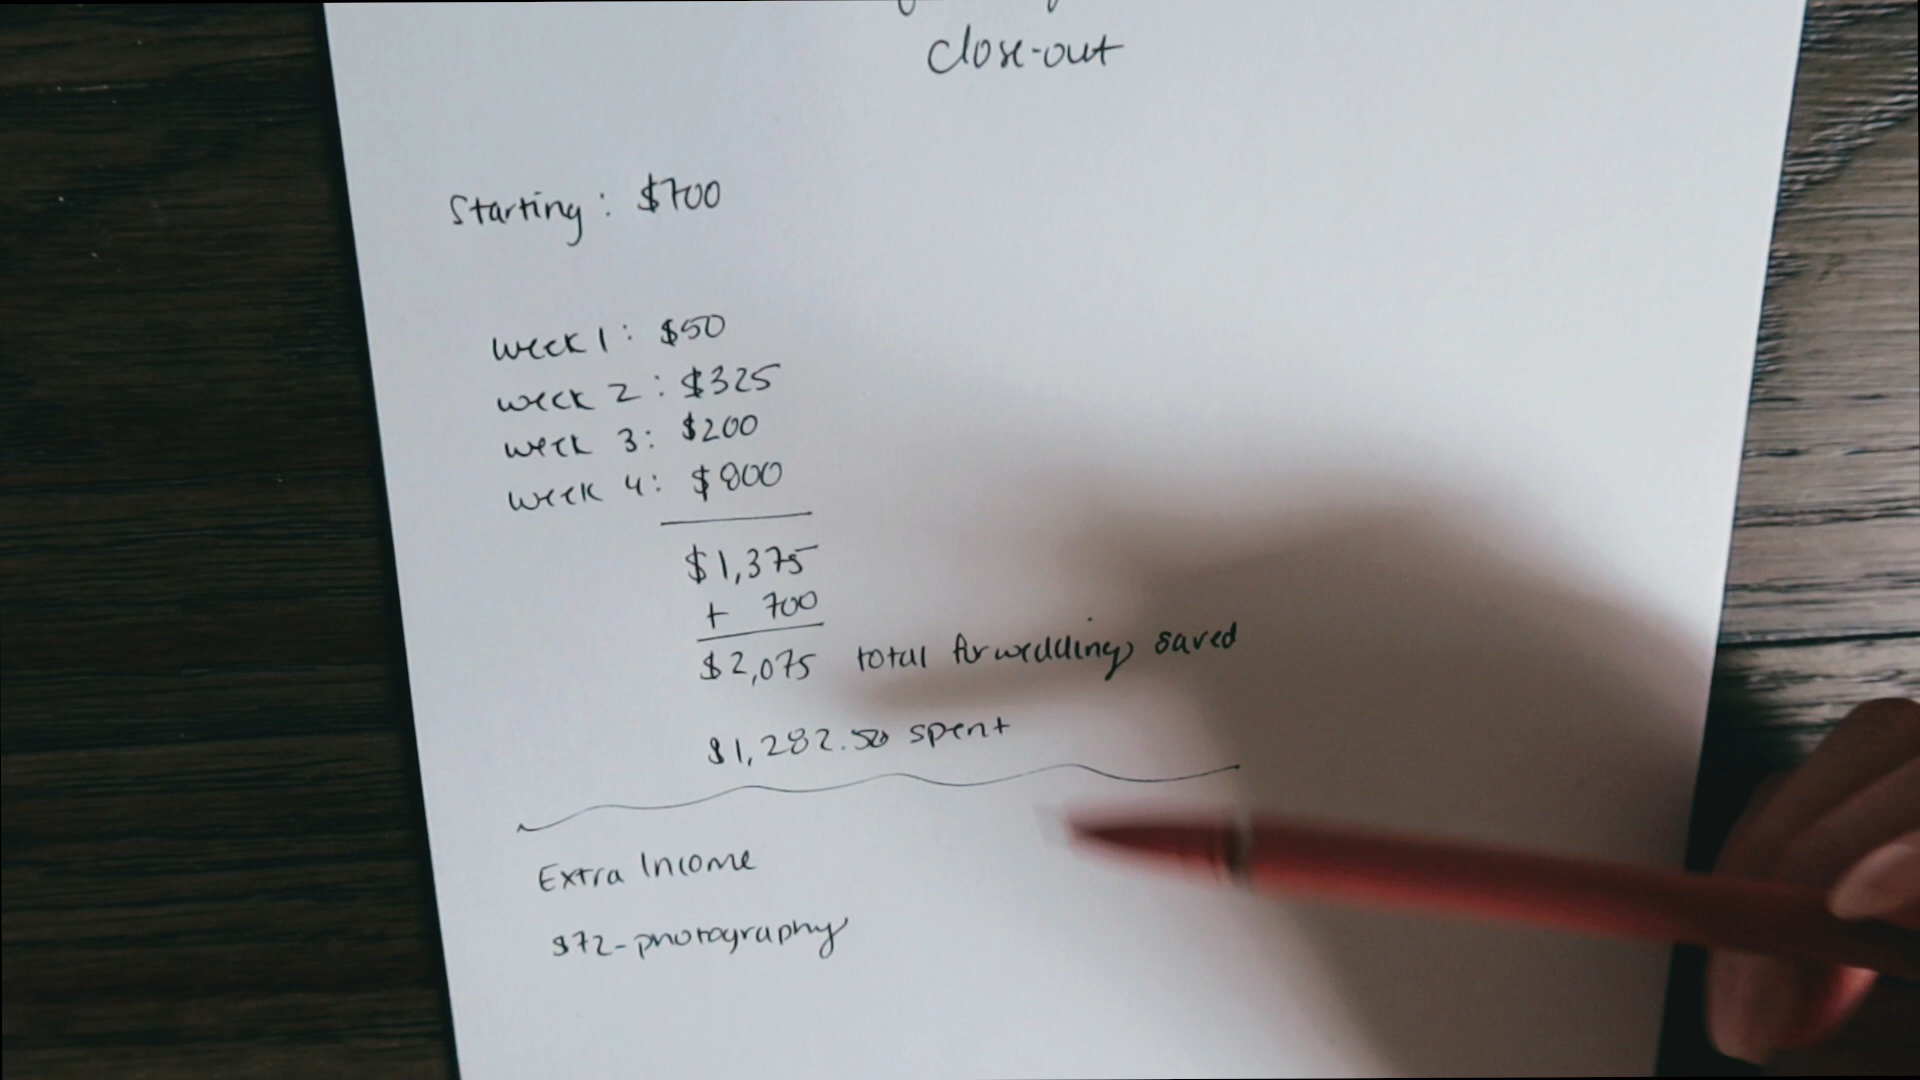 Close-out
Starting: $700
week 1: $50
week 2: $325
week 3: $200
week 4: $800
$1,375
+ 700
$2,075 total for wedding saved
$1,282.50 spent
Extra Income
$72-photography